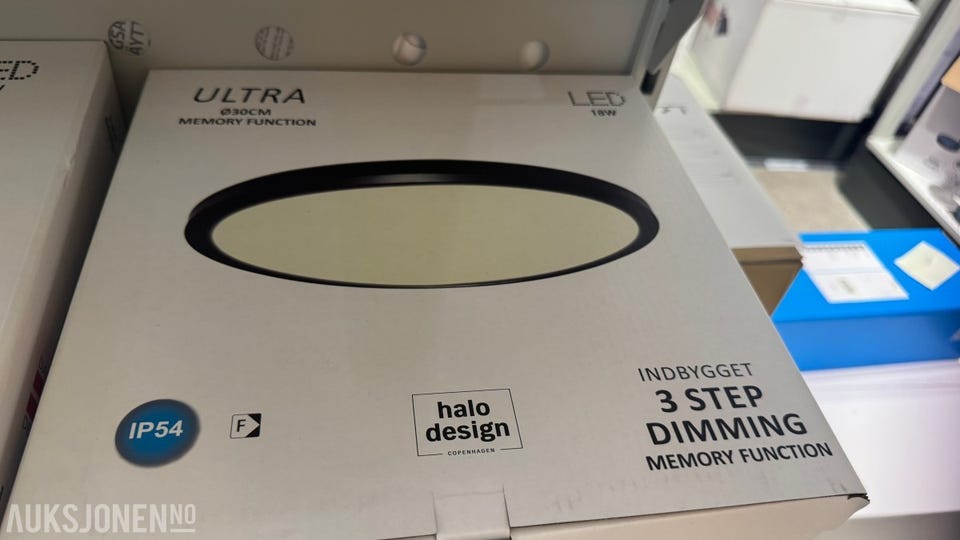 ULTRA
Ø30CM
MEMORY FUNCTION
LED
18W
IP54
F
halo
design
COPENHAGEN
INDBYGGET
3 STEP
DIMMING
MEMORY FUNCTION
AUKSJONEN.NO